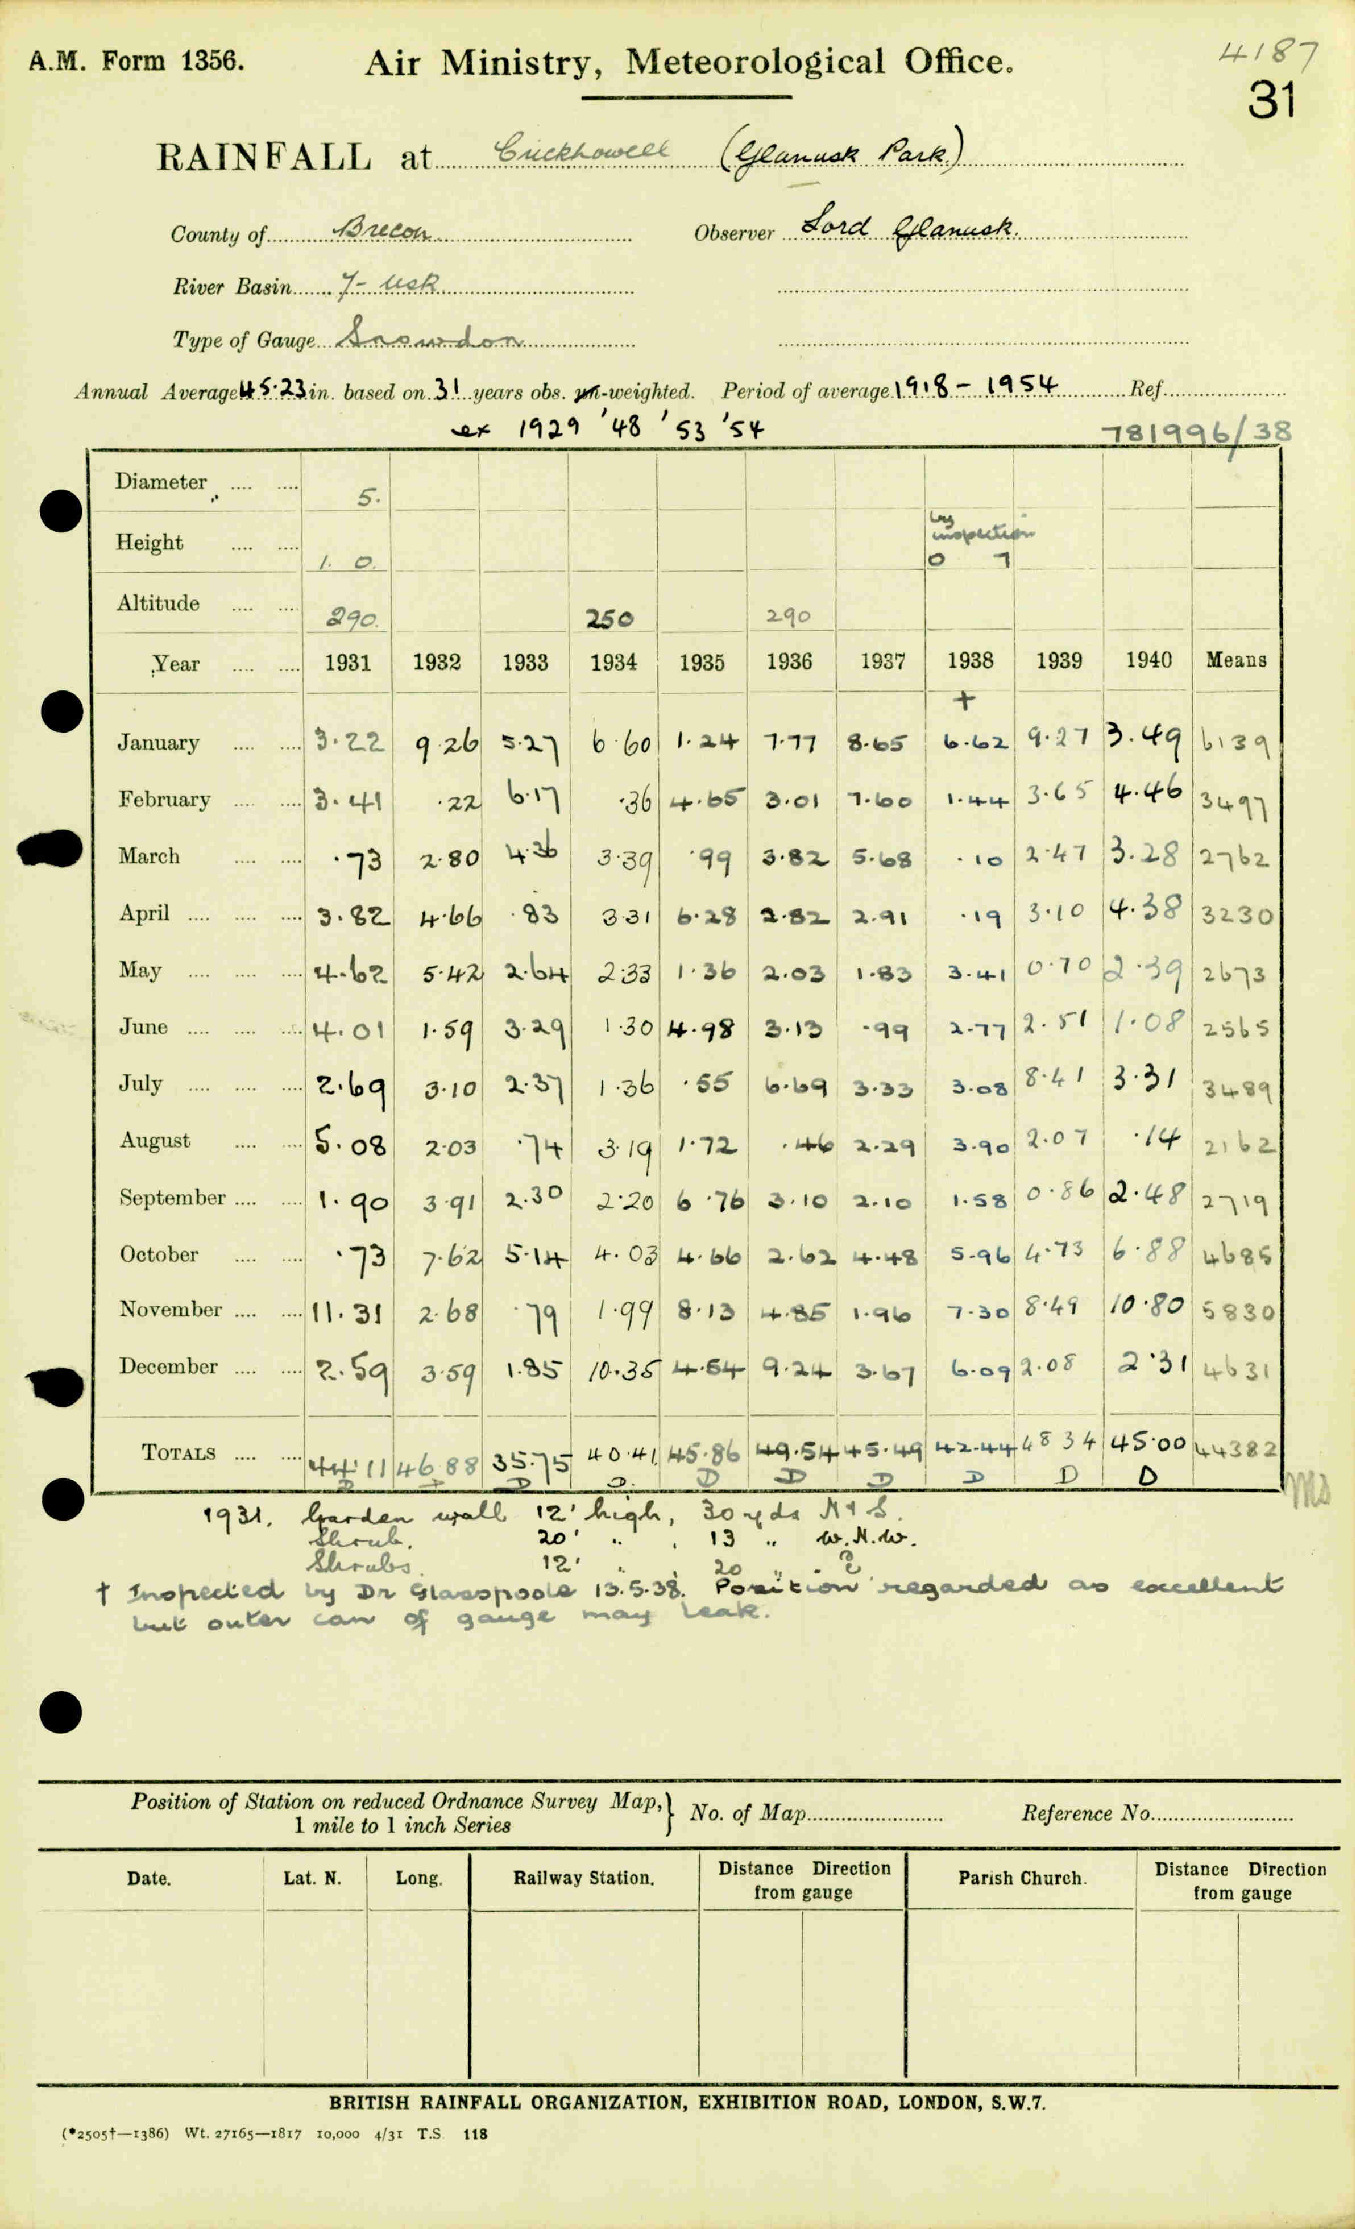 A.M. Form 1356.
Air Ministry, Meteorological Office.
4187
31
RAINFALL at Crickhowell (Glanusk Park)
County of Brecon Observer Lord Glanusk.
River Basin 7- Usk
Type of Gauge Snowdon
Annual Average 45.23 in. based on 31 years obs. un-weighted. Period of average 1918 - 1954 Ref.
ex 1929 '48 '53 '54 781996/38
Diameter 5.
Height 1. 0. by inspection 0 7
Altitude 290. 250 290
Year 1931 1932 1933 1934 1935 1936 1937 1938 1939 1940 Means
+
January 3.22 9.26 5.27 6.60 1.24 7.77 8.65 6.62 9.27 3.49 6139
February 3.41 .22 6.17 .36 4.65 3.01 7.60 1.44 3.65 4.46 3497
March .73 2.80 4.36 3.39 .99 3.82 5.68 .10 2.47 3.28 2762
April 3.82 4.66 .83 3.31 6.28 2.82 2.91 .19 3.10 4.38 3230
May 4.62 5.42 2.64 2.33 1.36 2.03 1.83 3.41 0.70 2.39 2673
June 4.01 1.59 3.29 1.30 4.98 3.13 .99 2.77 2.51 1.08 2565
July 2.69 3.10 2.37 1.36 .55 6.69 3.33 3.08 8.41 3.31 3489
August 5.08 2.03 .74 3.19 1.72 .46 2.29 3.90 2.07 .14 2162
September 1.90 3.91 2.30 2.20 6.76 3.10 2.10 1.58 0.86 2.48 2719
October .73 7.62 5.14 4.03 4.66 2.62 4.48 5.96 4.73 6.88 4685
November 11.31 2.68 .79 1.99 8.13 4.85 1.96 7.30 8.49 10.80 5830
December 2.59 3.59 1.85 10.35 4.54 9.24 3.67 6.09 2.08 2.31 4631
TOTALS 44.11 46.88 35.75 40.41 45.86 49.54 45.49 42.44 48 34 45.00 44382
D D D D D D D D D
Ms
1931. Garden wall 12' high, 30 yds N & S.
Shrub. 20' " , 13 " W.N.W.
Shrubs. 12' " , 20 " E
† Inspected by Dr Glasspoole 13.5.38. Position regarded as excellent
but outer can of gauge may leak.
Position of Station on reduced Ordnance Survey Map, 1 mile to 1 inch Series } No. of Map Reference No.
Date. Lat. N. Long. Railway Station. Distance Direction from gauge Parish Church. Distance Direction from gauge
BRITISH RAINFALL ORGANIZATION, EXHIBITION ROAD, LONDON, S.W.7.
(*2505†—1386) Wt. 27165—1817 10,000 4/31 T.S. 118